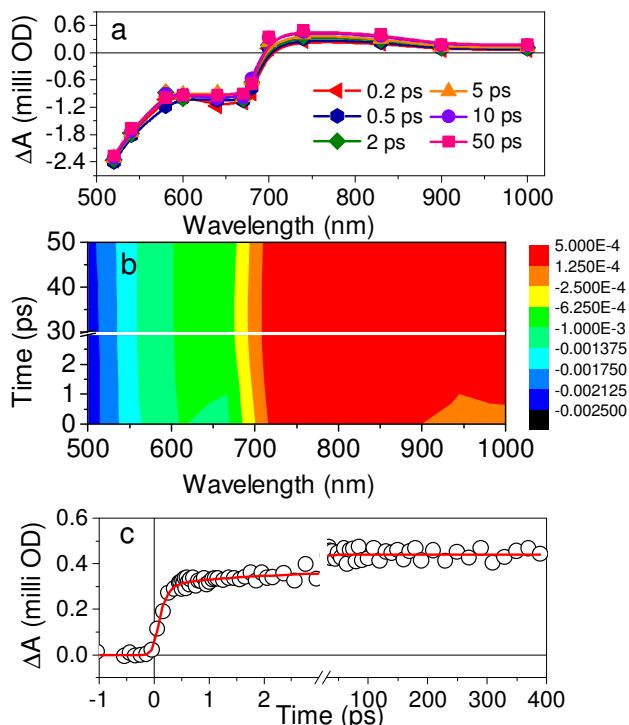 a
ΔA (milli OD)
0.6
0.0
-0.6
-1.2
-1.8
-2.4
0.2 ps
5 ps
0.5 ps
10 ps
2 ps
50 ps
500 600 700 800 900 1000
Wavelength (nm)
b
Time (ps)
50
30
2
1
0
500 600 700 800 900 1000
Wavelength (nm)
5.000E-4
1.250E-4
-2.500E-4
-6.250E-4
-1.000E-3
-0.001375
-0.001750
-0.002125
-0.002500
c
ΔA (milli OD)
0.6
0.4
0.2
0.0
-1 0 1 2 100 200 300 400
Time (ps)